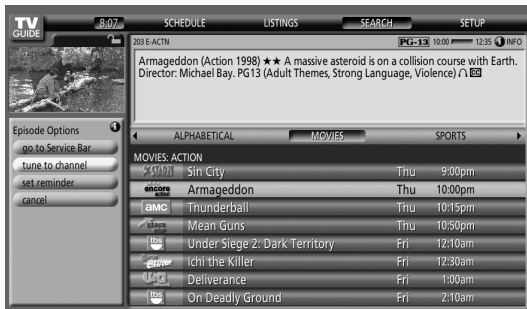 TV GUIDE 8:07 SCHEDULE LISTINGS SEARCH SETUP
203 E-ACTN PG-13 10:00 12:35 INFO
Armageddon (Action 1998) ★★ A massive asteroid is on a collision course with Earth.
Director: Michael Bay. PG13 (Adult Themes, Strong Language, Violence) CC
Episode Options
go to Service Bar
tune to channel
set reminder
cancel
ALPHABETICAL MOVIES SPORTS
MOVIES: ACTION
STARZ! Sin City Thu 9:00pm
encore action Armageddon Thu 10:00pm
amc Thunderball Thu 10:15pm
Mean Guns Thu 10:50pm
tbs Under Siege 2: Dark Territory Fri 12:10am
Ichi the Killer Fri 12:30am
USA Deliverance Fri 1:00am
tbs On Deadly Ground Fri 2:10am